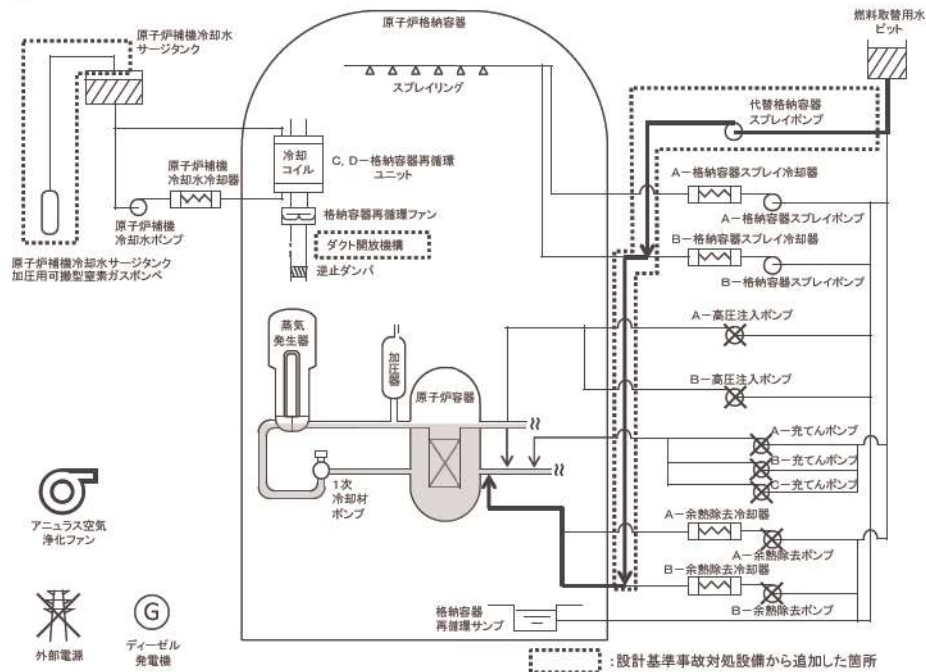 原子炉補機冷却水
サージタンク
原子炉格納容器
燃料取替用水
ピット
スプレイリング
代替格納容器
スプレイポンプ
冷却
コイル
C、D－格納容器再循環
ユニット
原子炉補機
冷却水冷却器
A－格納容器スプレイ冷却器
A－格納容器スプレイポンプ
原子炉補機
冷却水ポンプ
格納容器再循環ファン
ダクト開放機構
B－格納容器スプレイ冷却器
原子炉補機冷却水サージタンク
加圧用可搬型窒素ガスボンベ
逆止ダンパ
B－格納容器スプレイポンプ
蒸気
発生器
加圧器
A－高圧注入ポンプ
原子炉容器
B－高圧注入ポンプ
A－充てんポンプ
B－充てんポンプ
C－充てんポンプ
1次
冷却材
ポンプ
アニュラス空気
浄化ファン
A－余熱除去冷却器
A－余熱除去ポンプ
B－余熱除去冷却器
B－余熱除去ポンプ
格納容器
再循環サンプ
外部電源
G
ディーゼル
発電機
：設計基準事故対処設備から追加した箇所